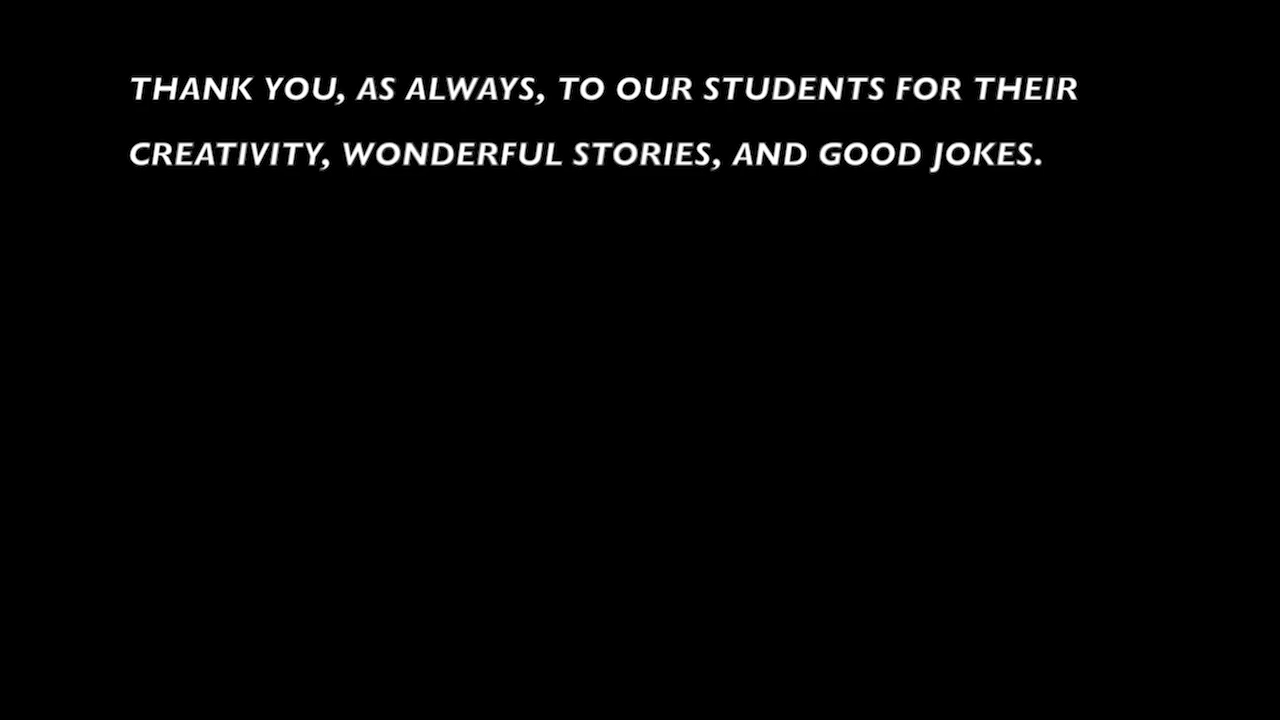 THANK YOU, AS ALWAYS, TO OUR STUDENTS FOR THEIR
CREATIVITY, WONDERFUL STORIES, AND GOOD JOKES.